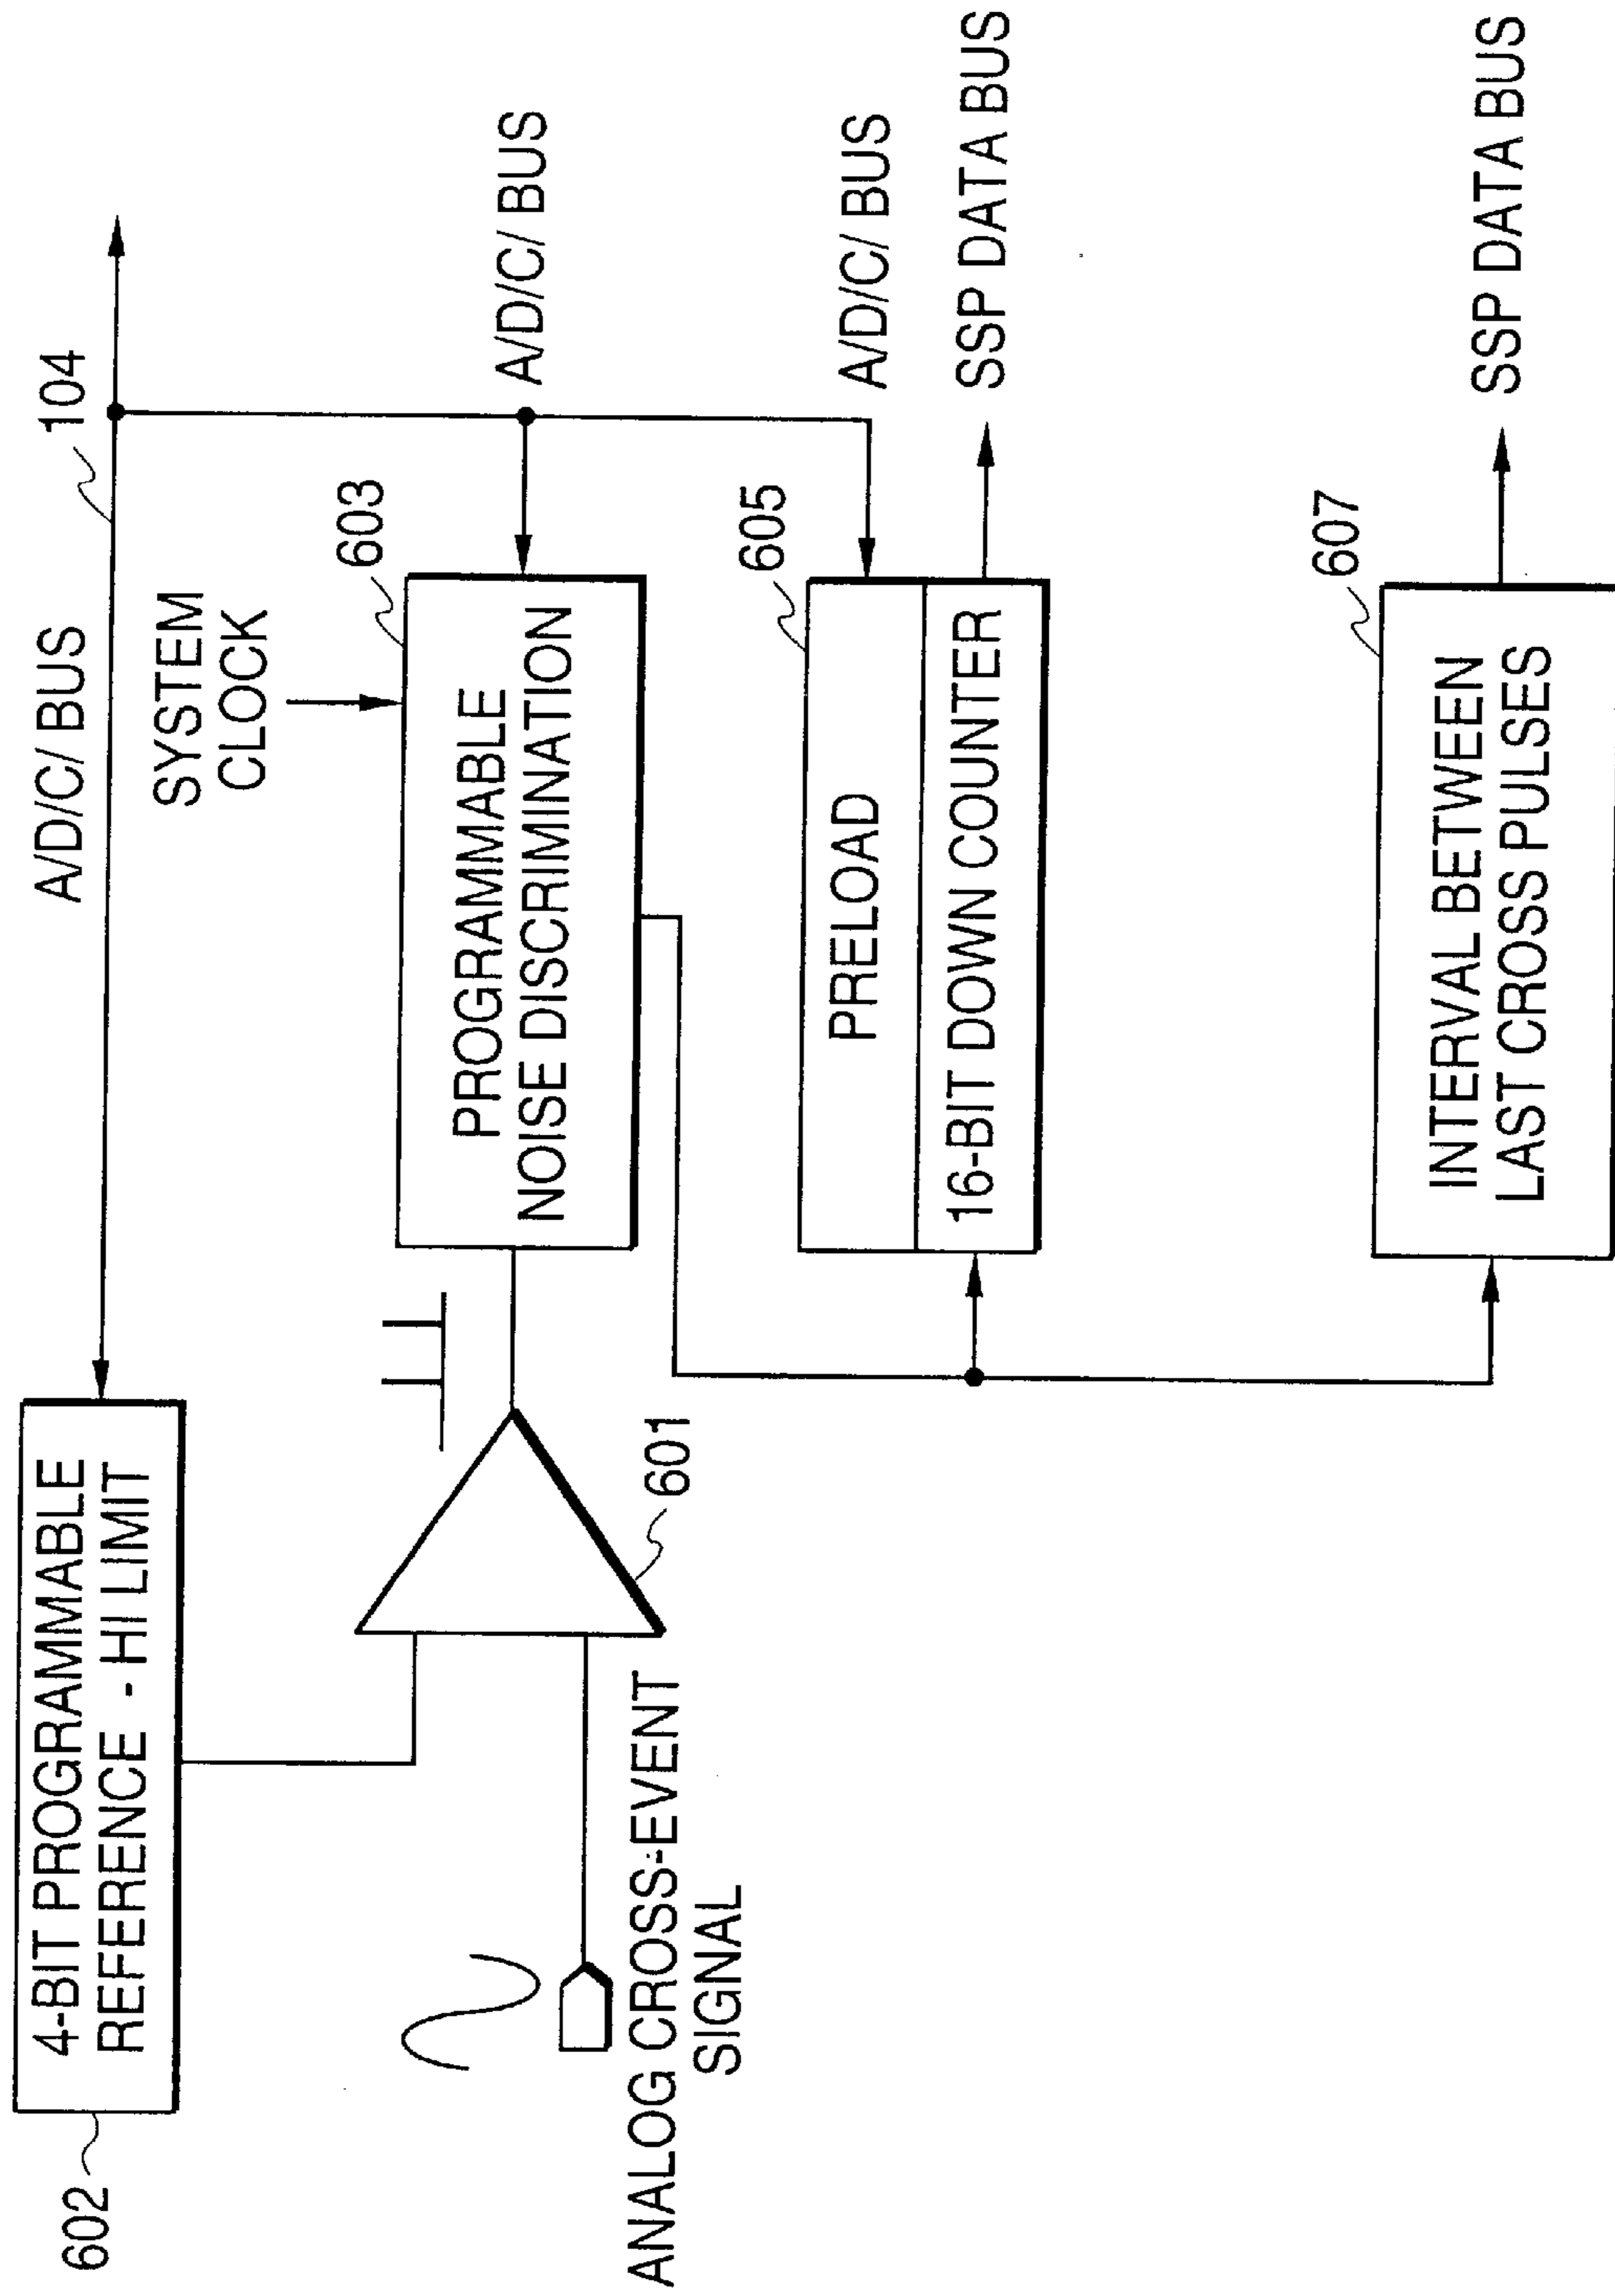 602
4-BIT PROGRAMMABLE
REFERENCE - HI LIMIT
A/D/C/ BUS
104
SYSTEM
CLOCK
603
PROGRAMMABLE
NOISE DISCRIMINATION
A/D/C/ BUS
601
ANALOG CROSS-EVENT
SIGNAL
605
PRELOAD
16-BIT DOWN COUNTER
A/D/C/ BUS
SSP DATA BUS
607
INTERVAL BETWEEN
LAST CROSS PULSES
SSP DATA BUS